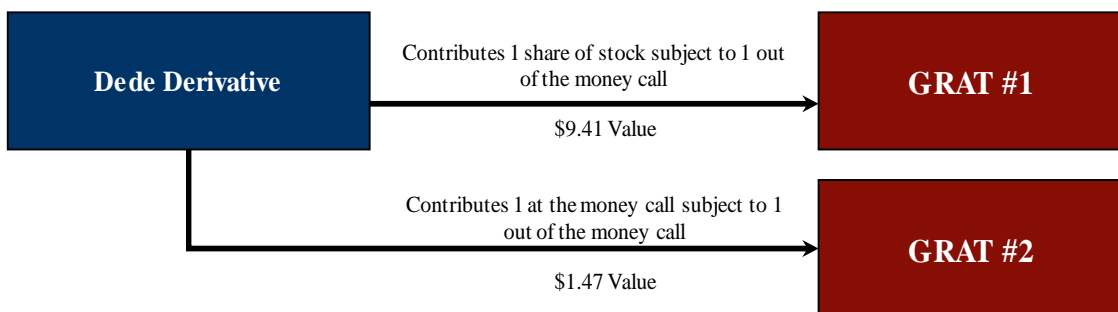 Dede Derivative
Contributes 1 share of stock subject to 1 out
of the money call
$9.41 Value
GRAT #1
Contributes 1 at the money call subject to 1
out of the money call
$1.47 Value
GRAT #2